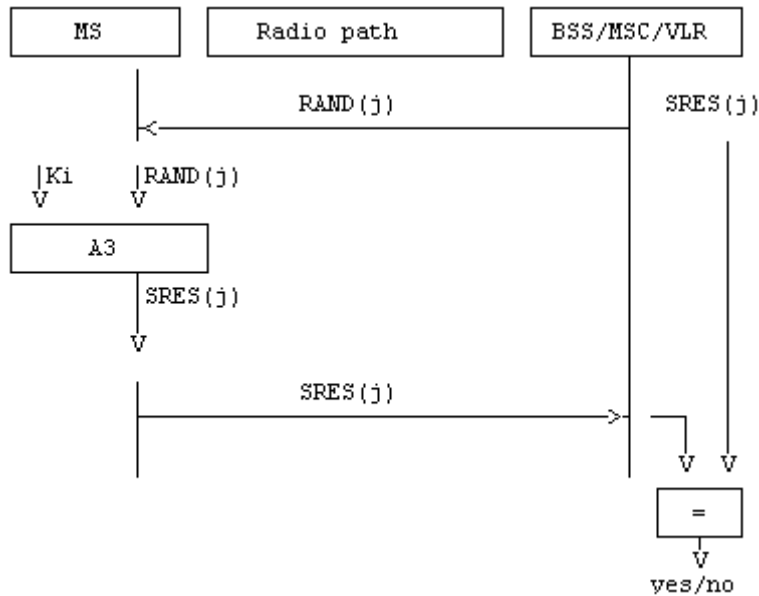 MS Radio path BSS/MSC/VLR
RAND(j) SRES(j)
Ki RAND(j)
A3
SRES(j)
SRES(j)
=
yes/no